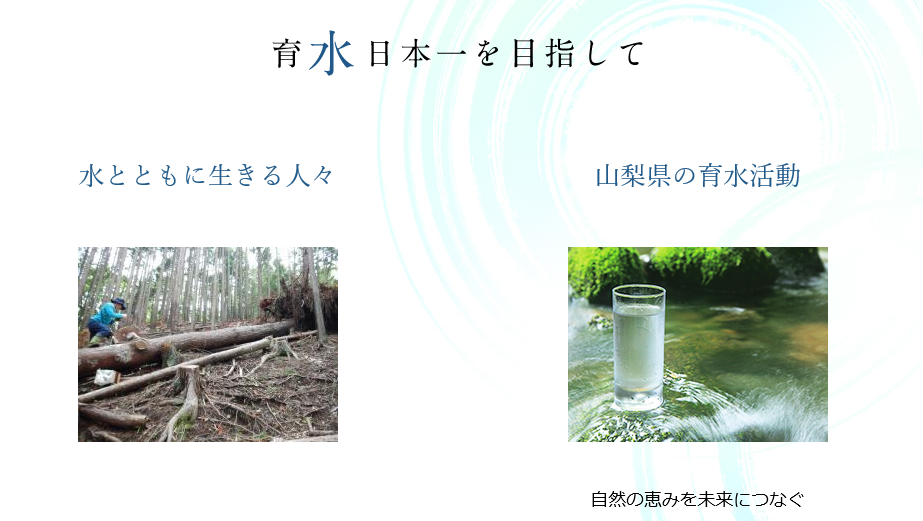 育水日本一を目指して
水とともに生きる人々
山梨県の育水活動
自然の恵みを未来につなぐ